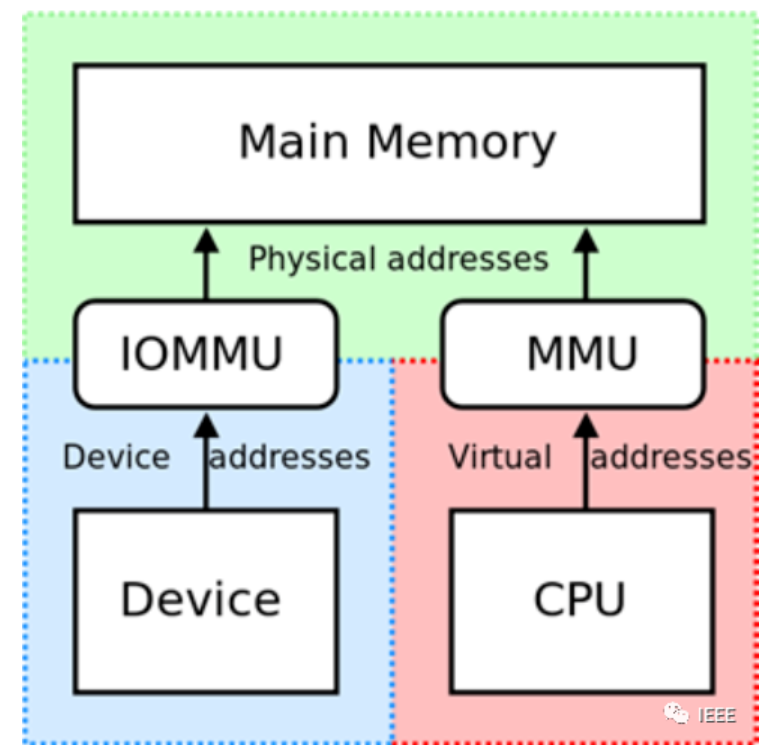 Main Memory
Physical addresses
IOMMU
MMU
Device addresses
Virtual addresses
Device
CPU
IEEE